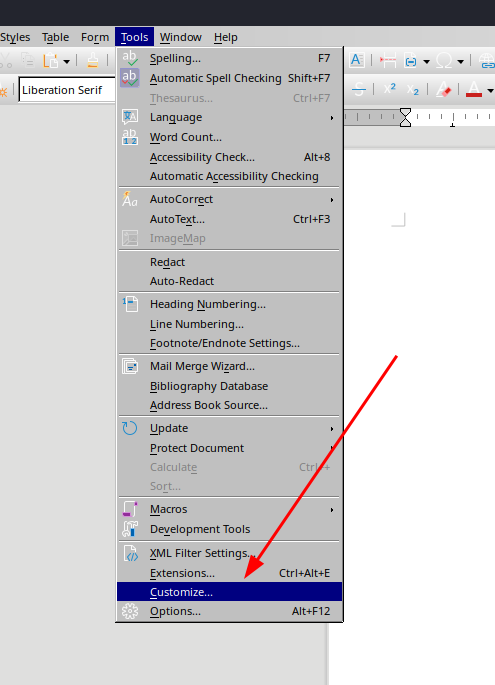 Styles Table Form Tools Window Help
Liberation Serif
Spelling... F7
Automatic Spell Checking Shift+F7
Thesaurus... Ctrl+F7
Language
Word Count...
Accessibility Check... Alt+8
Automatic Accessibility Checking
AutoCorrect
AutoText... Ctrl+F3
ImageMap
Redact
Auto-Redact
Heading Numbering...
Line Numbering...
Footnote/Endnote Settings...
Mail Merge Wizard...
Bibliography Database
Address Book Source...
Update
Protect Document
Calculate
Sort...
Macros
Development Tools
XML Filter Settings...
Extensions... Ctrl+Alt+E
Customize...
Options... Alt+F12